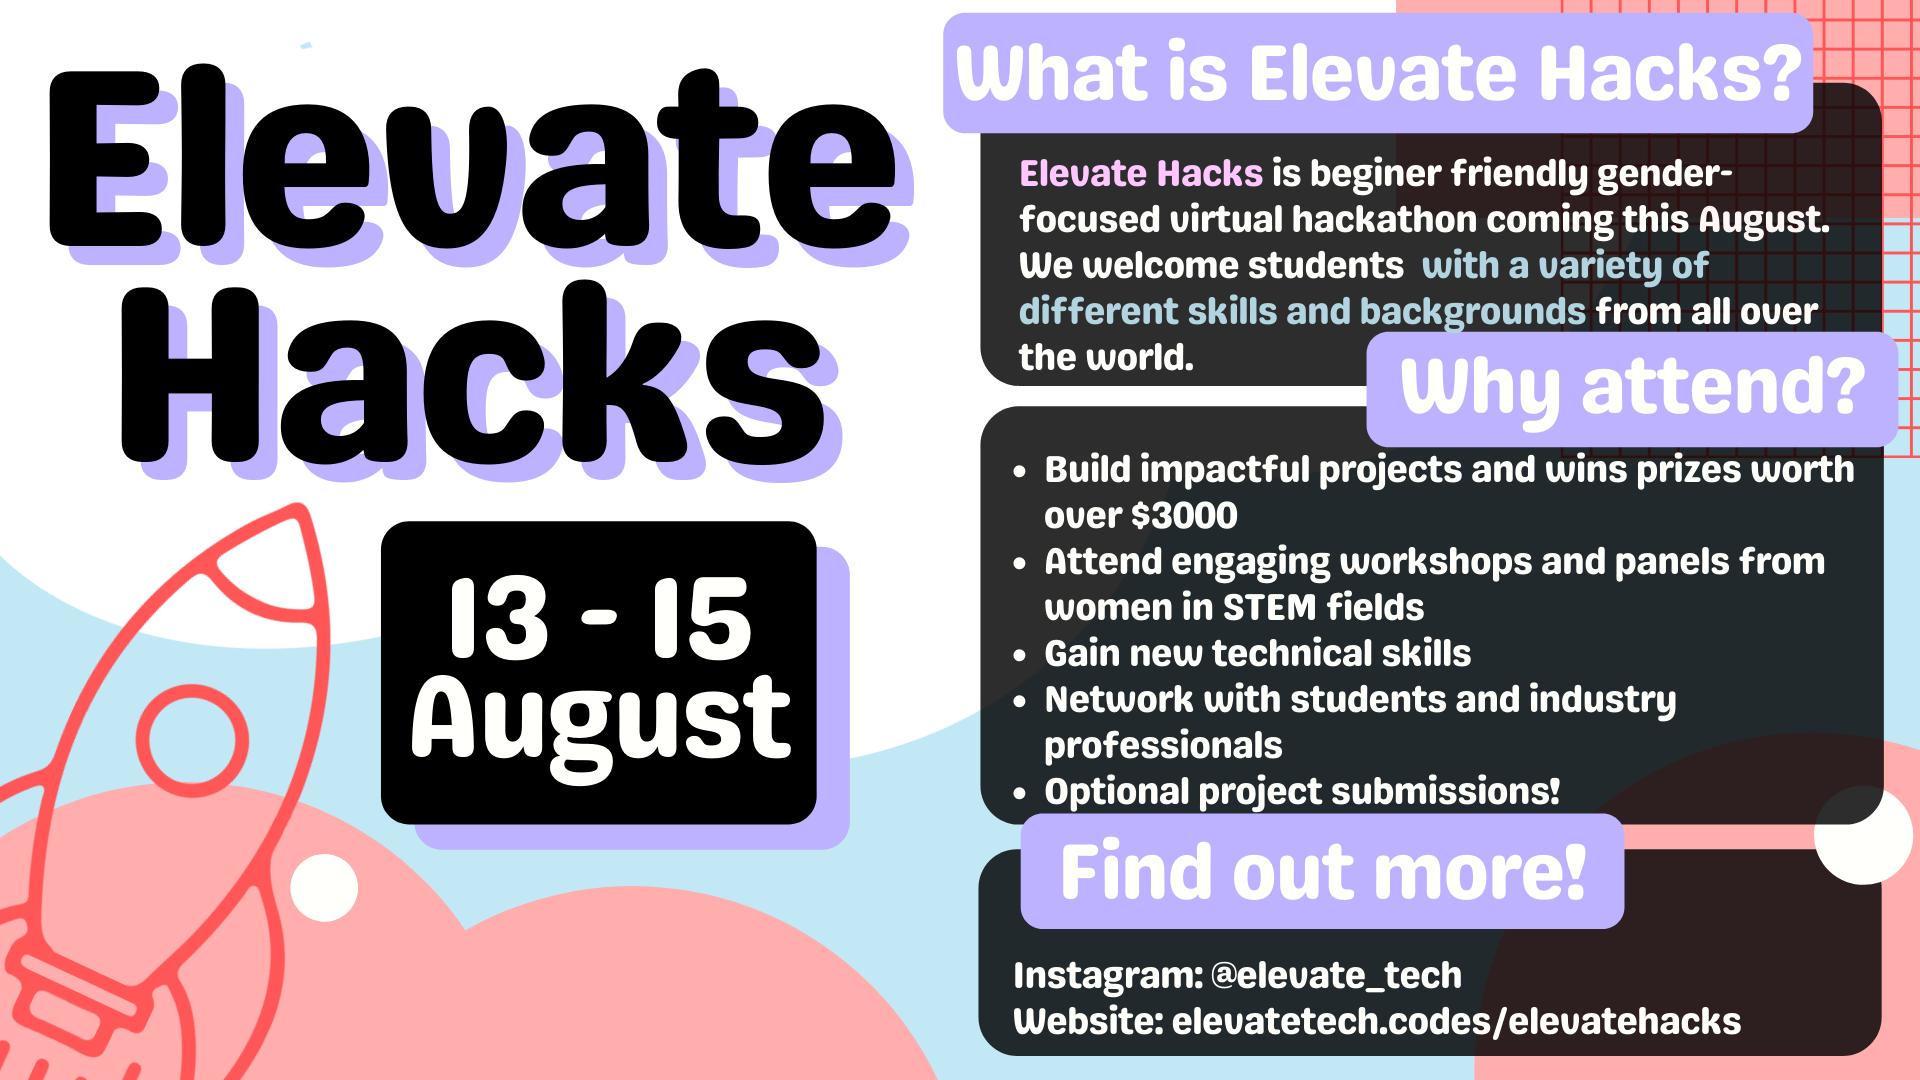 Elevate
Hacks
13 - 15
August
What is Elevate Hacks?
Elevate Hacks is beginer friendly gender-
focused virtual hackathon coming this August.
We welcome students with a variety of
different skills and backgrounds from all over
the world.
Why attend?
• Build impactful projects and wins prizes worth
over $3000
• Attend engaging workshops and panels from
women in STEM fields
• Gain new technical skills
• Network with students and industry
professionals
• Optional project submissions!
Find out more!
Instagram: @elevate_tech
Website: elevatetech.codes/elevatehacks